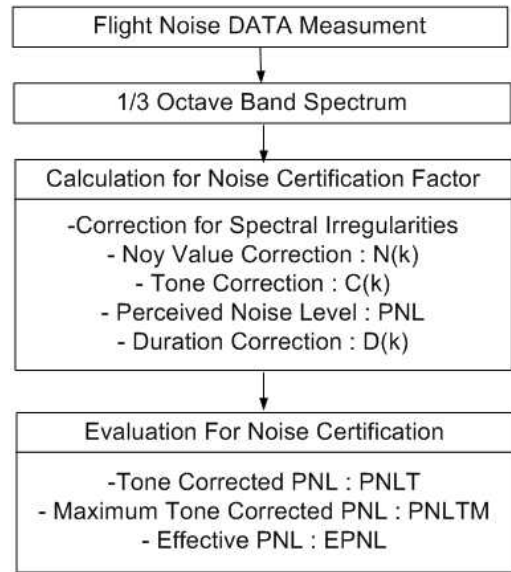 Flight Noise DATA Measument
1/3 Octave Band Spectrum
Calculation for Noise Certification Factor
-Correction for Spectral Irregularities
- Noy Value Correction : N(k)
- Tone Correction : C(k)
- Perceived Noise Level : PNL
- Duration Correction : D(k)
Evaluation For Noise Certification
-Tone Corrected PNL : PNLT
- Maximum Tone Corrected PNL : PNLTM
- Effective PNL : EPNL